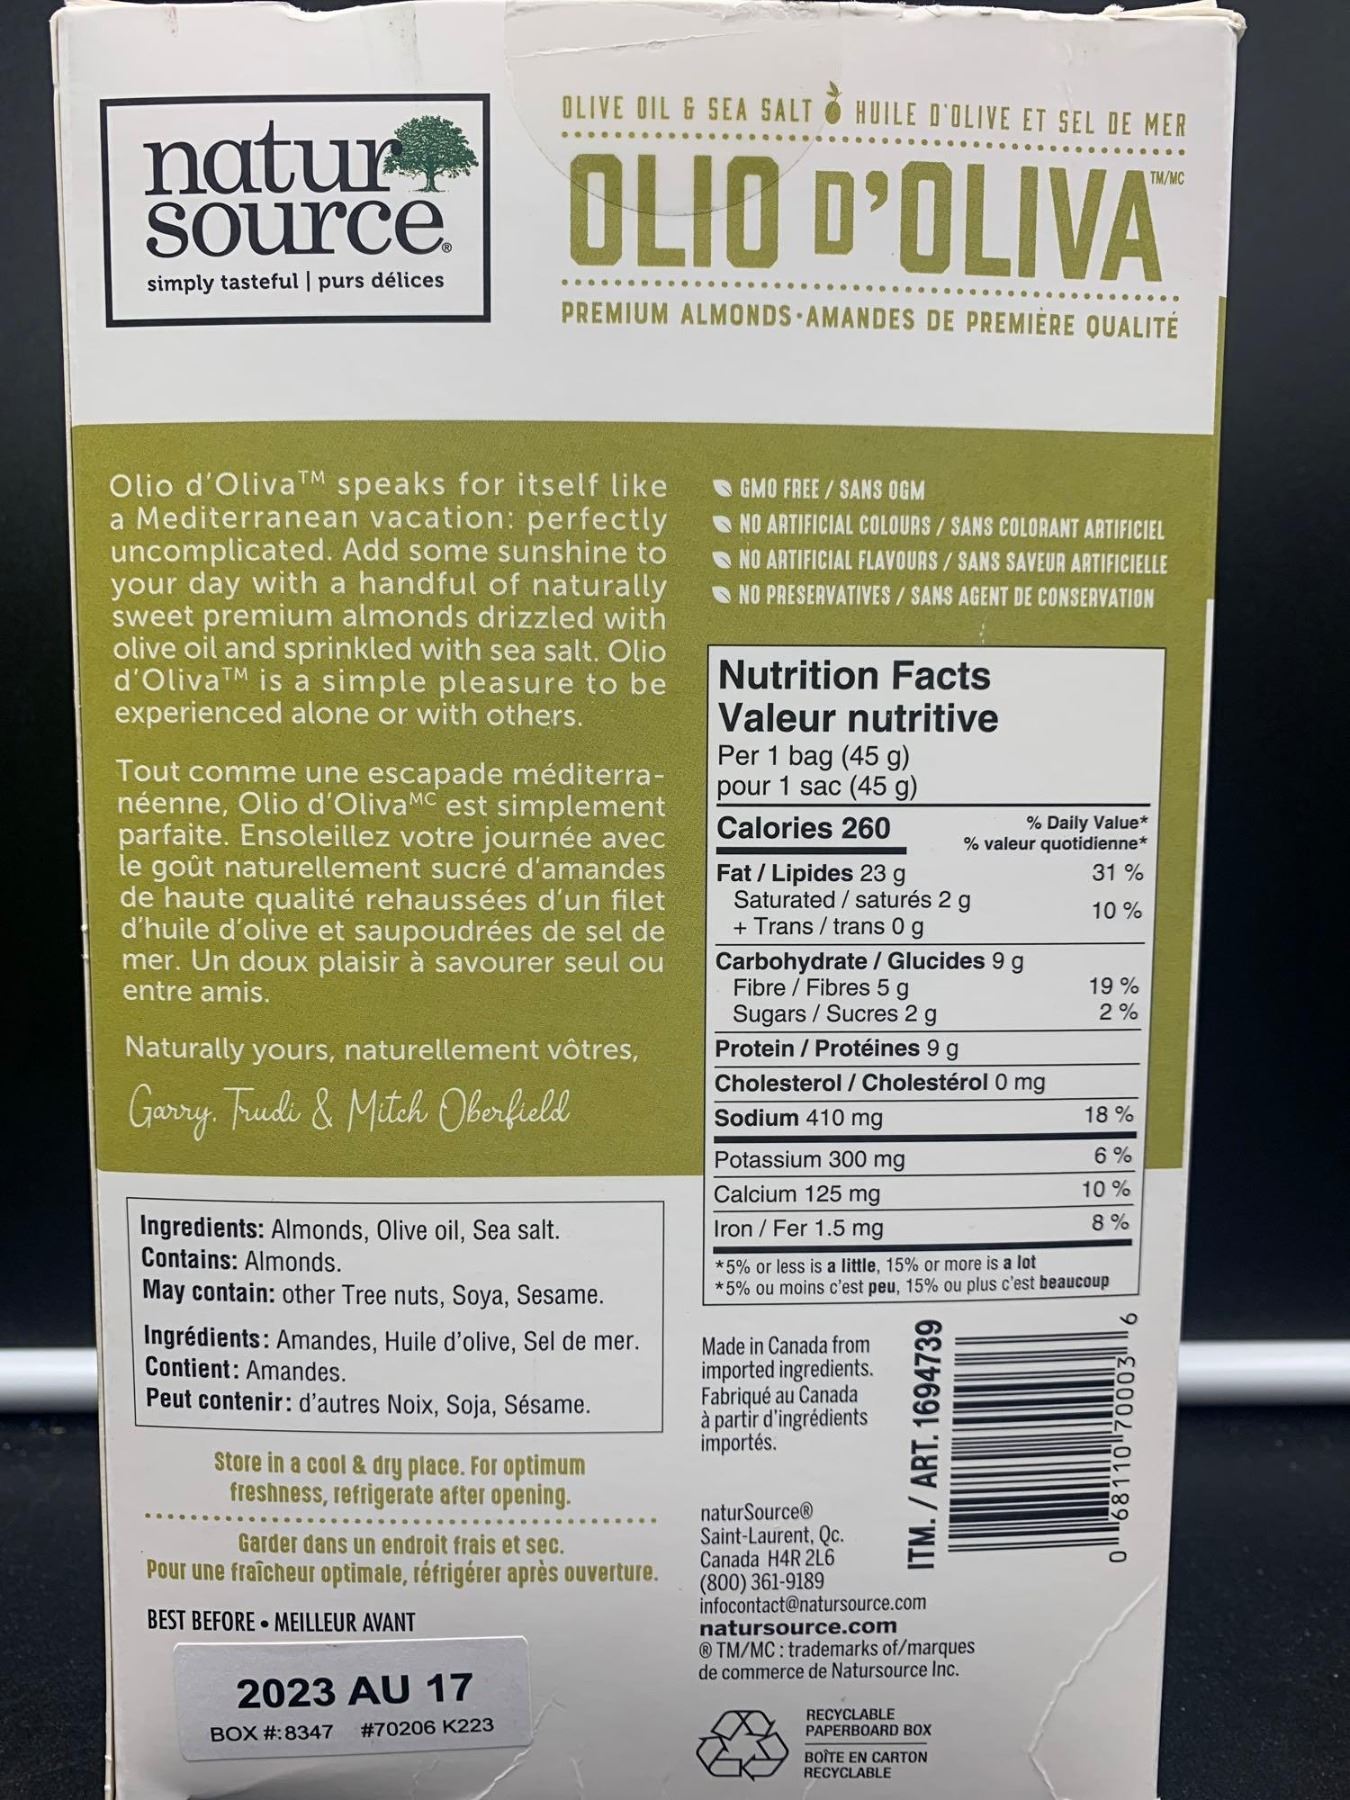 natur
source®
simply tasteful | purs délices
OLIVE OIL & SEA SALT HUILE D'OLIVE ET SEL DE MER
OLIO D'OLIVA TM/MC
PREMIUM ALMONDS·AMANDES DE PREMIÈRE QUALITÉ
Olio d'Oliva™ speaks for itself like
a Mediterranean vacation: perfectly
uncomplicated. Add some sunshine to
your day with a handful of naturally
sweet premium almonds drizzled with
olive oil and sprinkled with sea salt. Olio
d'Oliva™ is a simple pleasure to be
experienced alone or with others.
Tout comme une escapade méditerra-
néenne, Olio d'OlivaMC est simplement
parfaite. Ensoleillez votre journée avec
le goût naturellement sucré d'amandes
de haute qualité rehaussées d'un filet
d'huile d'olive et saupoudrées de sel de
mer. Un doux plaisir à savourer seul ou
entre amis.
Naturally yours, naturellement vôtres,
Garry, Trudi & Mitch Oberfield
GMO FREE / SANS OGM
NO ARTIFICIAL COLOURS / SANS COLORANT ARTIFICIEL
NO ARTIFICIAL FLAVOURS / SANS SAVEUR ARTIFICIELLE
NO PRESERVATIVES / SANS AGENT DE CONSERVATION
Nutrition Facts
Valeur nutritive
Per 1 bag (45 g)
pour 1 sac (45 g)
Calories 260
% Daily Value*
% valeur quotidienne*
Fat / Lipides 23 g 31 %
Saturated / saturés 2 g
+ Trans / trans 0 g 10 %
Carbohydrate / Glucides 9 g
Fibre / Fibres 5 g 19 %
Sugars / Sucres 2 g 2 %
Protein / Protéines 9 g
Cholesterol / Cholestérol 0 mg
Sodium 410 mg 18 %
Potassium 300 mg 6 %
Calcium 125 mg 10 %
Iron / Fer 1.5 mg 8 %
*5% or less is a little, 15% or more is a lot
*5% ou moins c'est peu, 15% ou plus c'est beaucoup
Ingredients: Almonds, Olive oil, Sea salt.
Contains: Almonds.
May contain: other Tree nuts, Soya, Sesame.
Ingrédients: Amandes, Huile d'olive, Sel de mer.
Contient: Amandes.
Peut contenir: d'autres Noix, Soja, Sésame.
Store in a cool & dry place. For optimum
freshness, refrigerate after opening.
Garder dans un endroit frais et sec.
Pour une fraîcheur optimale, réfrigérer après ouverture.
BEST BEFORE • MEILLEUR AVANT
2023 AU 17
BOX #:8347 #70206 K223
Made in Canada from
imported ingredients.
Fabriqué au Canada
à partir d'ingrédients
importés.
naturSource®
Saint-Laurent, Qc.
Canada H4R 2L6
(800) 361-9189
infocontact@natursource.com
natursource.com
® TM/MC : trademarks of/marques
de commerce de Natursource Inc.
ITM. / ART. 1694739
0 68110 70003 6
RECYCLABLE
PAPERBOARD BOX
BOÎTE EN CARTON
RECYCLABLE